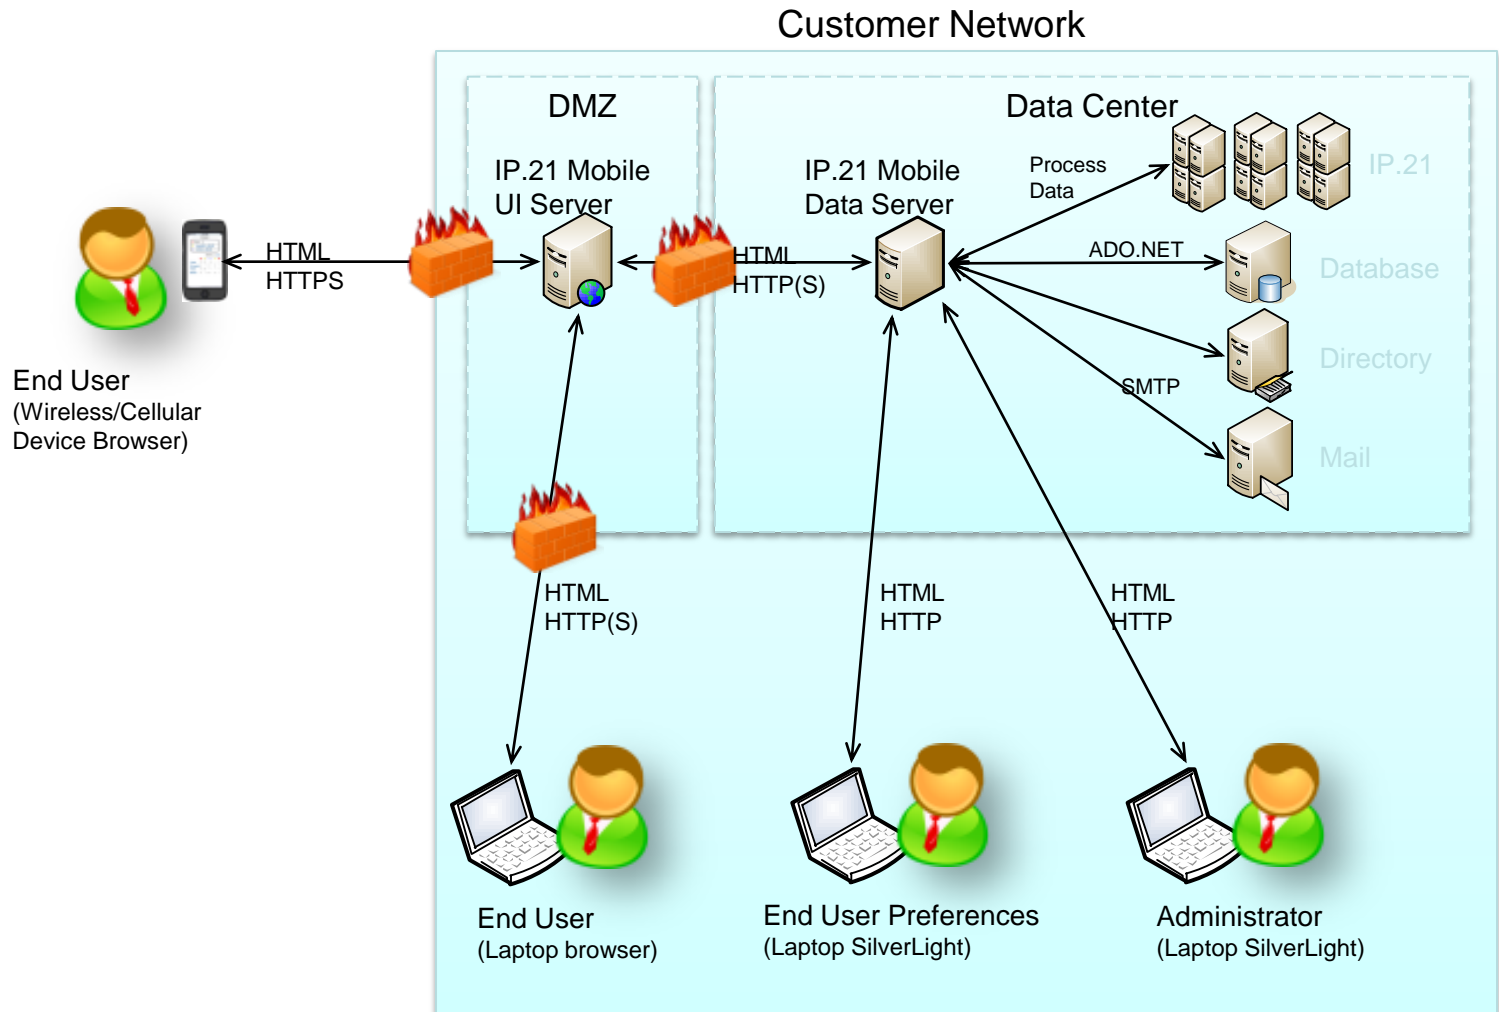 Customer Network
DMZ
Data Center
IP.21 Mobile
UI Server
IP.21 Mobile
Data Server
Process
Data
IP.21
HTML
HTTPS
HTML
HTTP(S)
ADO.NET
Database
Directory
SMTP
Mail
End User
(Wireless/Cellular
Device Browser)
HTML
HTTP(S)
HTML
HTTP
HTML
HTTP
End User
(Laptop browser)
End User Preferences
(Laptop SilverLight)
Administrator
(Laptop SilverLight)